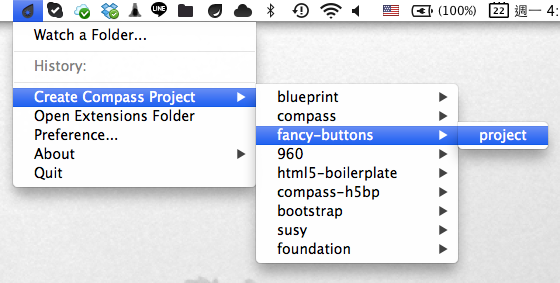 LINE
(100%)
22
週一 4:
Watch a Folder...
History:
Create Compass Project
Open Extensions Folder
Preference...
About
Quit
blueprint
compass
fancy-buttons
960
html5-boilerplate
compass-h5bp
bootstrap
susy
foundation
project